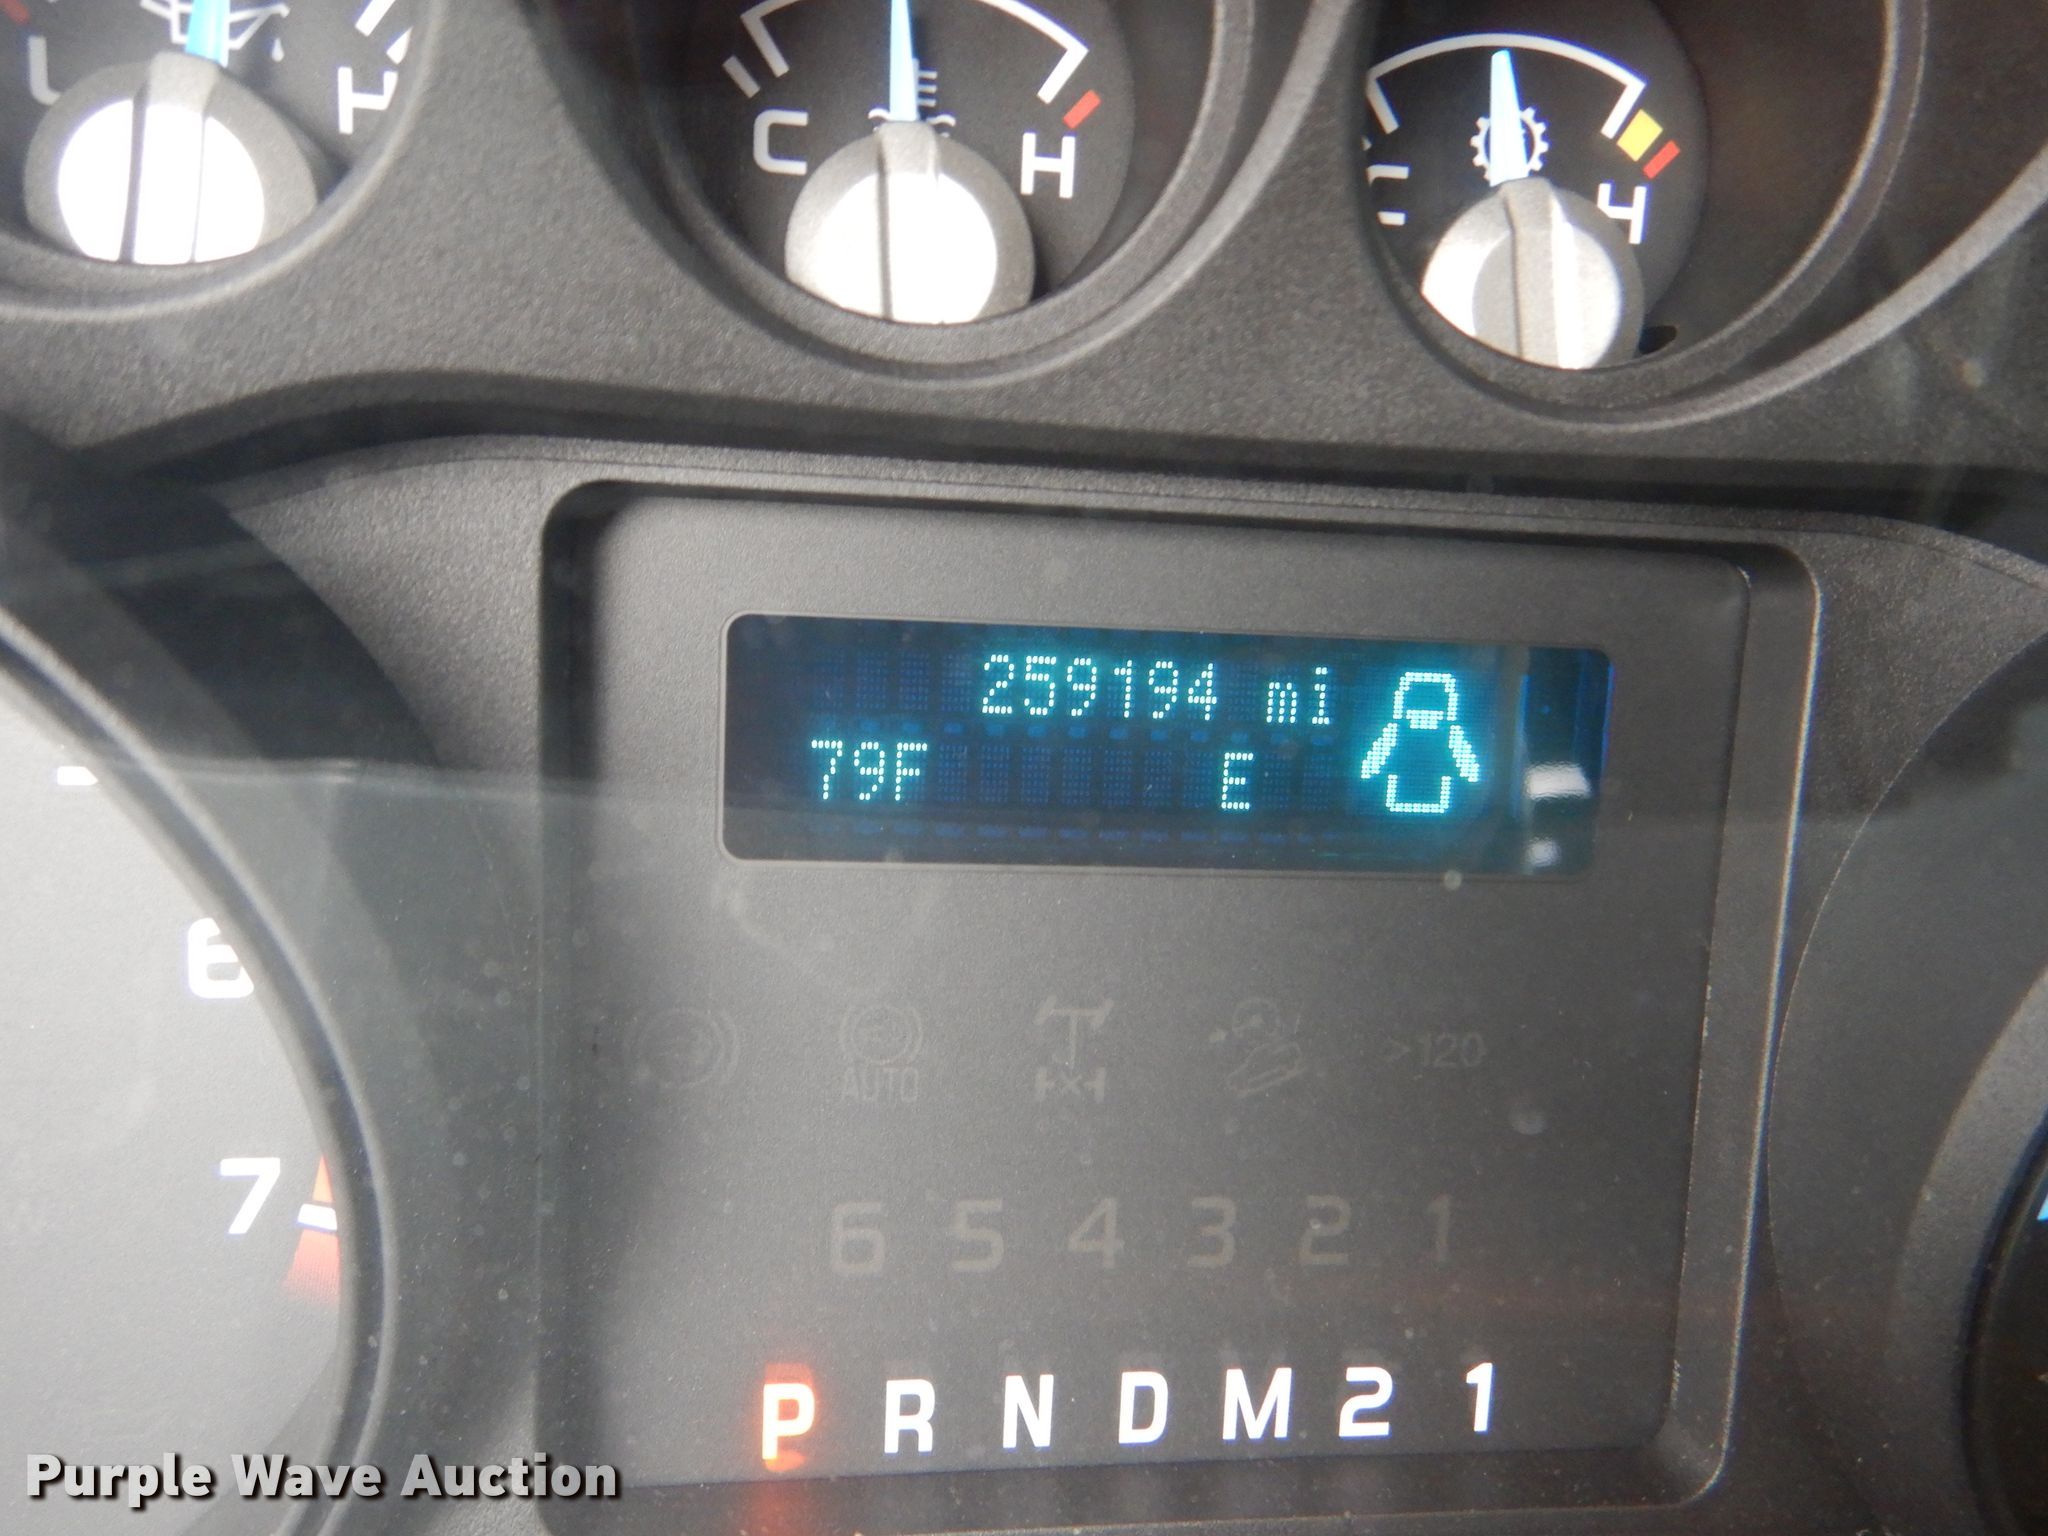 L H
C H
C H
259194 mi
79F E
6
AUTO >120
7
6 5 4 3 2 1
P R N D M 2 1
Purple Wave Auction